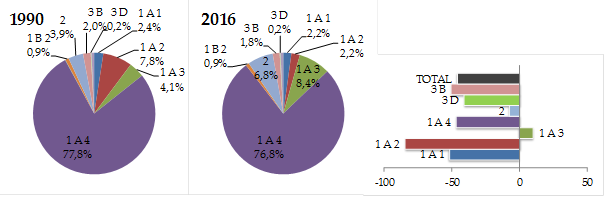 1990
2
3,9%
3 B
2,0%
3 D
0,2%
1 A 1
2,4%
1 B 2
0,9%
1 A 2
7,8%
1 A 3
4,1%
1 A 4
77,8%
2016
3 B
1,8%
3 D
0,2%
1 A 1
2,2%
1 A 2
2,2%
1 B 2
0,9%
2
6,8%
1 A 3
8,4%
1 A 4
76,8%
TOTAL
3 B
3 D
2
1 A 4
1 A 3
1 A 2
1 A 1
-100
-50
0
50